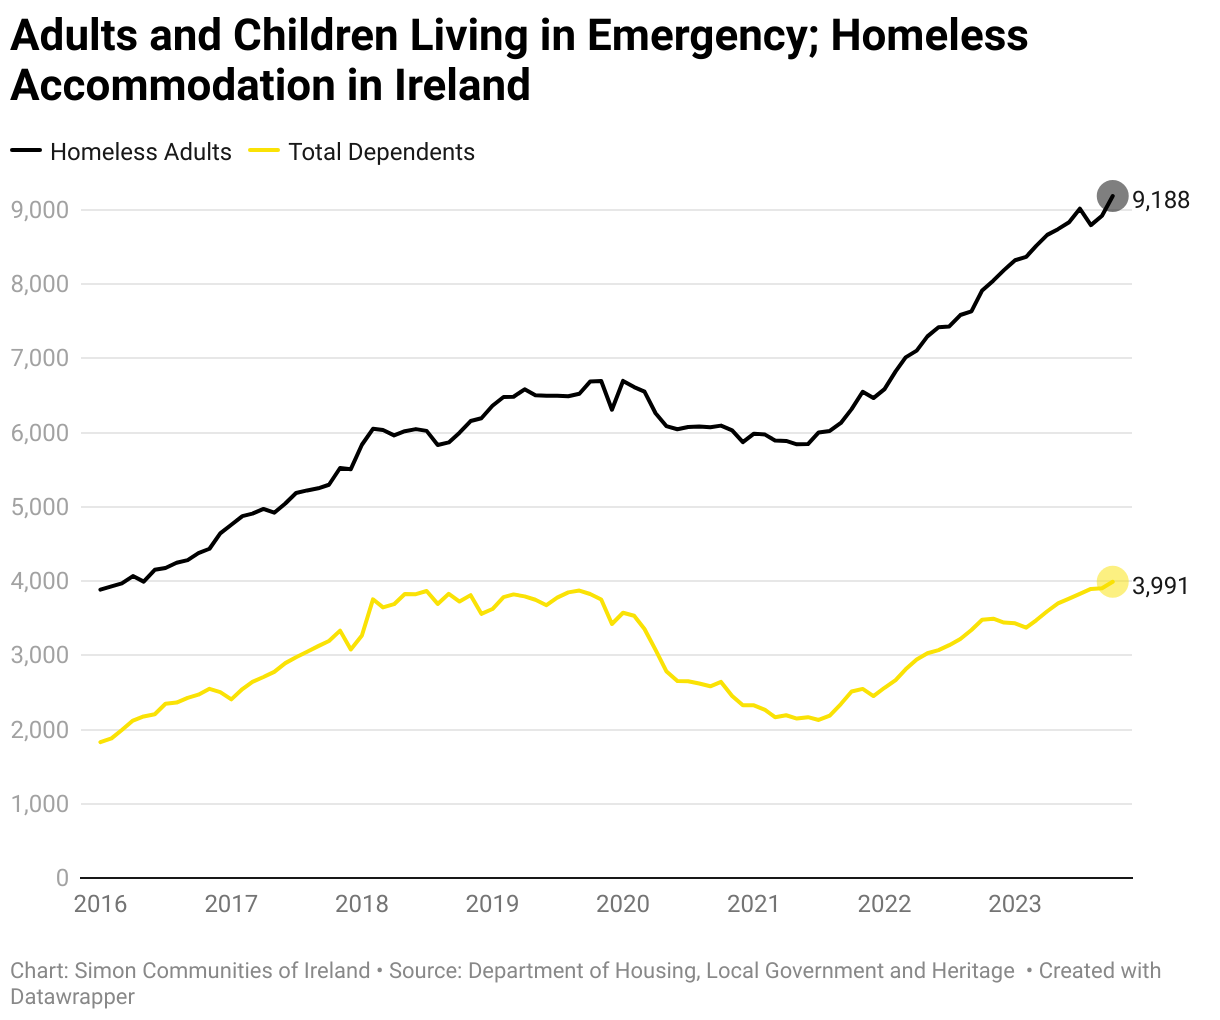 Adults and Children Living in Emergency; Homeless
Accommodation in Ireland
Homeless Adults Total Dependents
9,188
9,000
8,000
7,000
6,000
5,000
4,000
3,991
3,000
2,000
1,000
0
2016 2017 2018 2019 2020 2021 2022 2023
Chart: Simon Communities of Ireland • Source: Department of Housing, Local Government and Heritage • Created with
Datawrapper